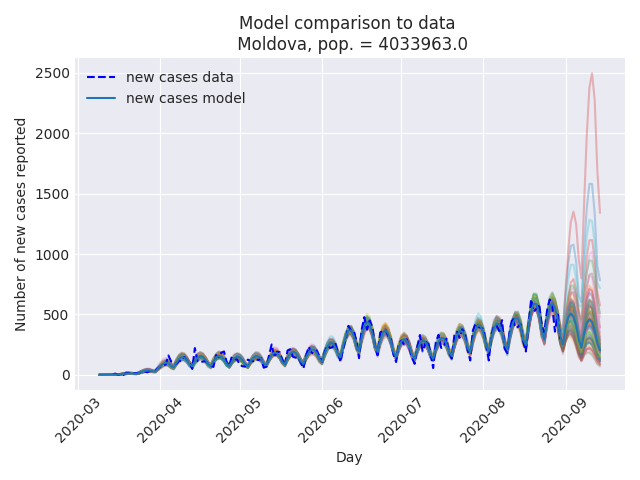 Model comparison to data
Moldova, pop. = 4033963.0
new cases data
new cases model
Number of new cases reported
2500
2000
1500
1000
500
0
2020-03
2020-04
2020-05
2020-06
2020-07
2020-08
2020-09
Day